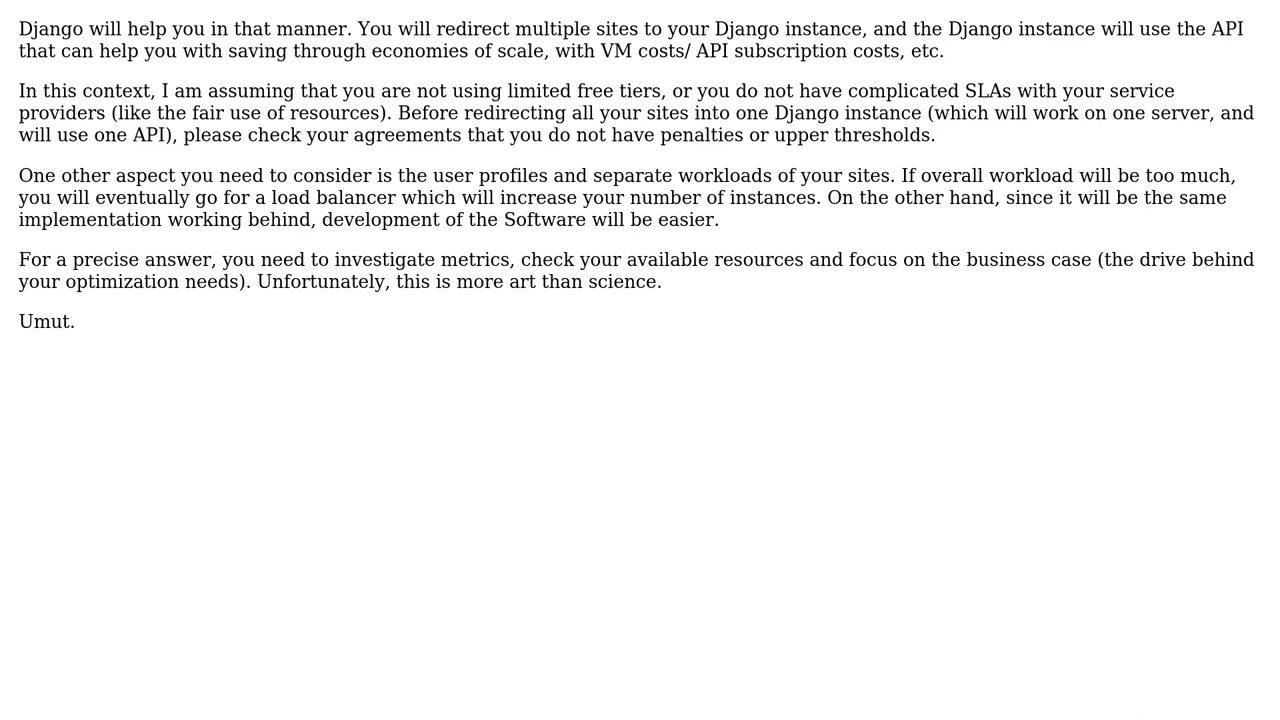 Django will help you in that manner. You will redirect multiple sites to your Django instance, and the Django instance will use the API
that can help you with saving through economies of scale, with VM costs/ API subscription costs, etc.
In this context, I am assuming that you are not using limited free tiers, or you do not have complicated SLAs with your service
providers (like the fair use of resources). Before redirecting all your sites into one Django instance (which will work on one server, and
will use one API), please check your agreements that you do not have penalties or upper thresholds.
One other aspect you need to consider is the user profiles and separate workloads of your sites. If overall workload will be too much,
you will eventually go for a load balancer which will increase your number of instances. On the other hand, since it will be the same
implementation working behind, development of the Software will be easier.
For a precise answer, you need to investigate metrics, check your available resources and focus on the business case (the drive behind
your optimization needs). Unfortunately, this is more art than science.
Umut.